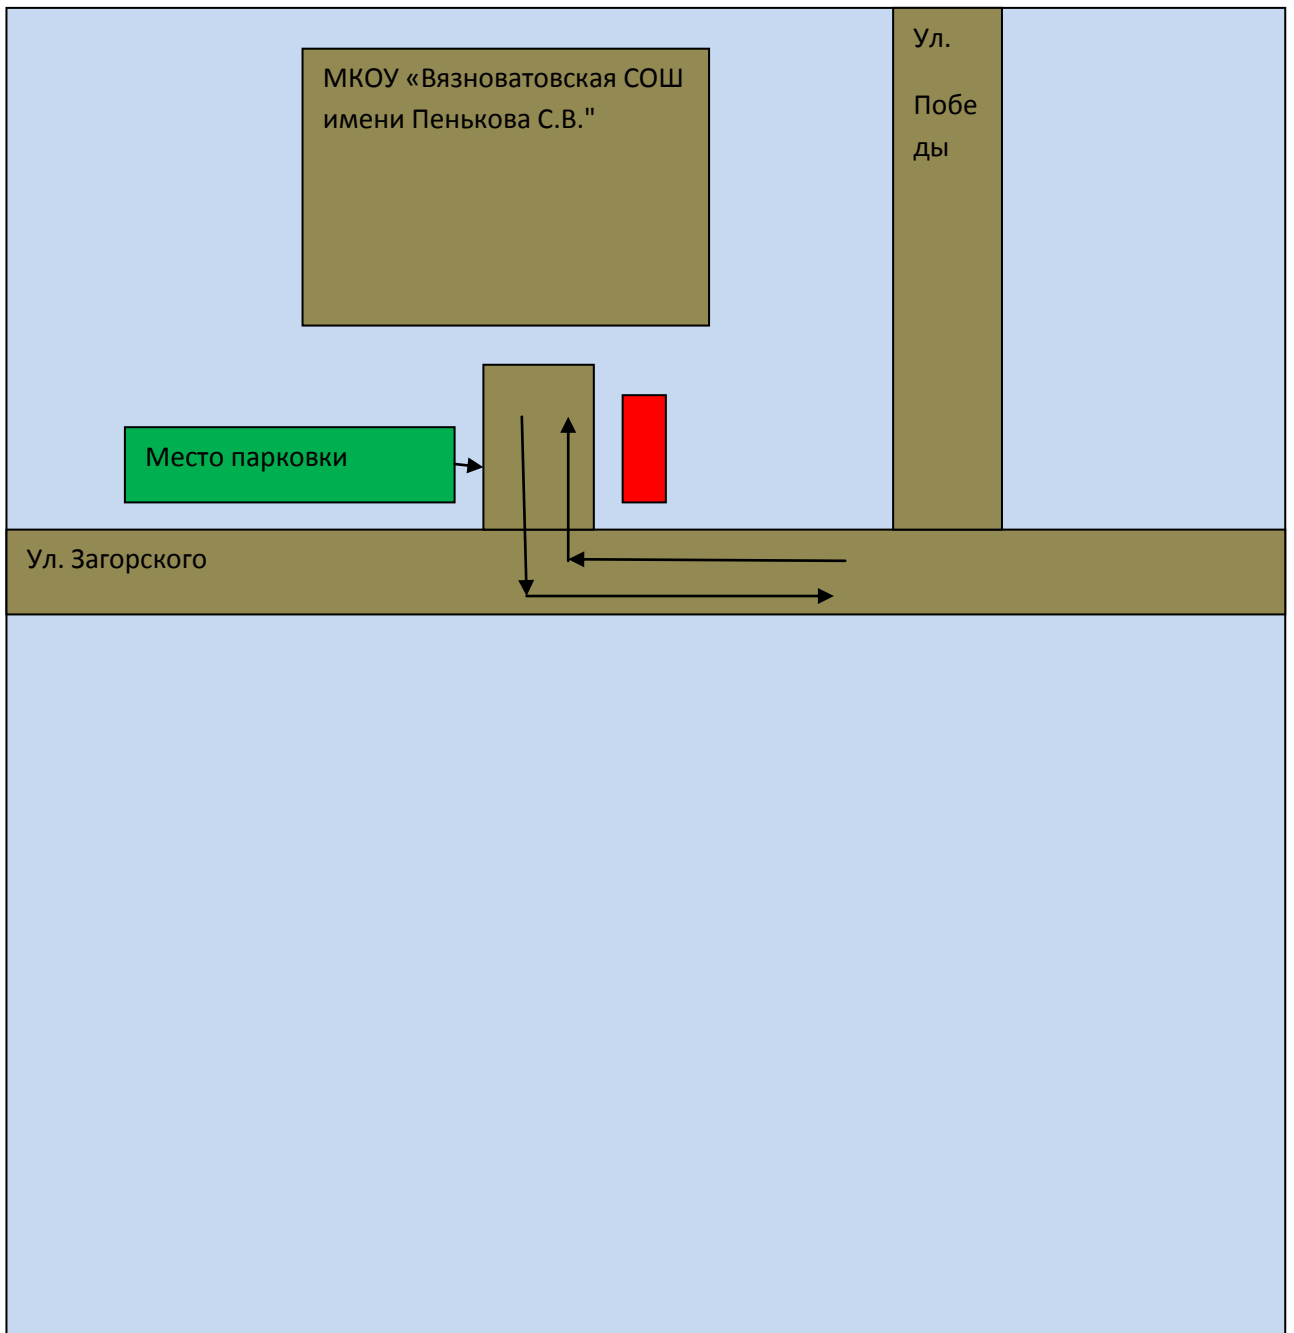 МКОУ «Вязноватовская СОШ
имени Пенькова С.В."
Ул.
Побе
ды
Место парковки
Ул. Загорского